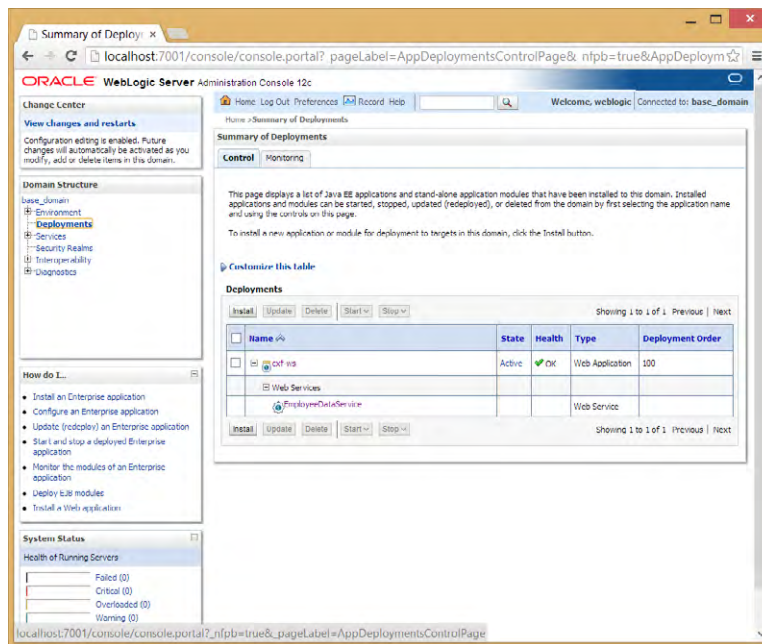 Summary of Deploym
localhost:7001/console/console.portal?_pageLabel=AppDeploymentsControlPage&_nfpb=true&AppDeploym
ORACLE WebLogic Server Administration Console 12c
Change Center
View changes and restarts
Configuration editing is enabled. Future
changes will automatically be activated as you
modify, add or delete items in this domain.
Domain Structure
base_domain
Environment
Deployments
Services
Security Realms
Interoperability
Diagnostics
How do I...
Install an Enterprise application
Configure an Enterprise application
Update (redeploy) an Enterprise application
Start and stop a deployed Enterprise
application
Monitor the modules of an Enterprise
application
Deploy EJB modules
Install a Web application
System Status
Health of Running Servers
Failed (0)
Critical (0)
Overloaded (0)
Warning (0)
Home Log Out Preferences Record Help
Welcome, weblogic Connected to: base_domain
Home >Summary of Deployments
Summary of Deployments
Control Monitoring
This page displays a list of Java EE applications and stand-alone application modules that have been installed to this domain. Installed
applications and modules can be started, stopped, updated (redeployed), or deleted from the domain by first selecting the application name
and using the controls on this page.
To install a new application or module for deployment to targets in this domain, click the Install button.
Customize this table
Deployments
Install Update Delete Start Stop Showing 1 to 1 of 1 Previous | Next
Name State Health Type Deployment Order
cxf-ws Active OK Web Application 100
Web Services
EmployeeDataService Web Service
Install Update Delete Start Stop Showing 1 to 1 of 1 Previous | Next
localhost:7001/console/console.portal?_nfpb=true&_pageLabel=AppDeploymentsControlPage